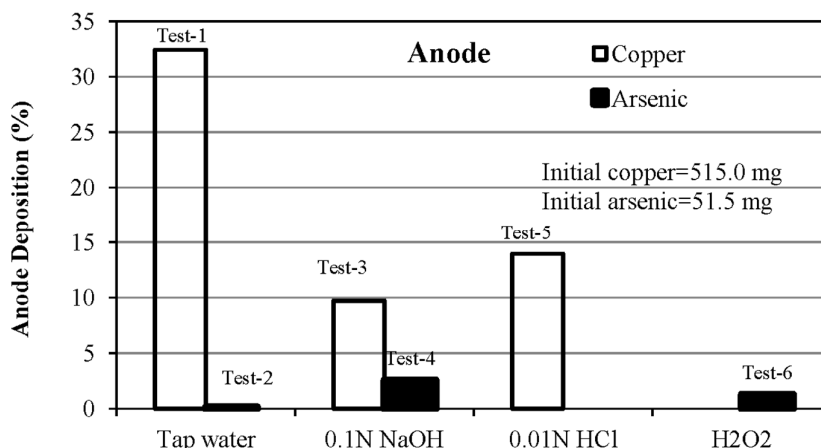 Anode Deposition (%)
35
30
25
20
15
10
5
0
Anode
Copper
Arsenic
Initial copper=515.0 mg
Initial arsenic=51.5 mg
Test-1
Test-2
Test-3
Test-4
Test-5
Test-6
Tap water
0.1N NaOH
0.01N HCl
H2O2